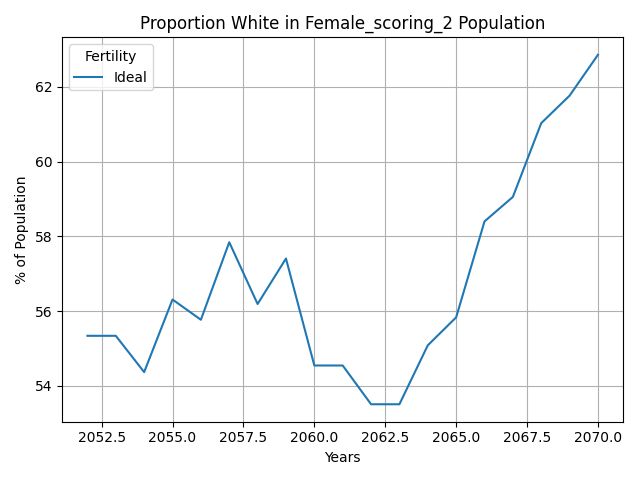 Proportion White in Female_scoring_2 Population
Fertility
Ideal
% of Population
62
60
58
56
54
2052.5 2055.0 2057.5 2060.0 2062.5 2065.0 2067.5 2070.0
Years